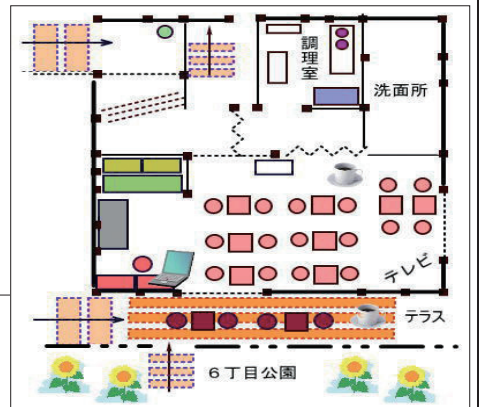 調理室
洗面所
テレビ
テラス
6丁目公園